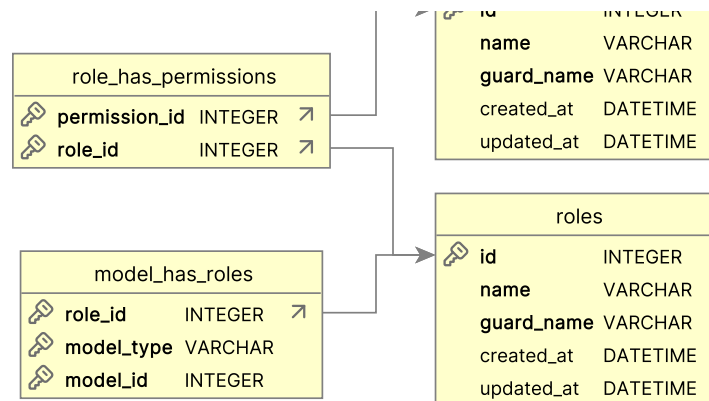 role_has_permissions
permission_id INTEGER
role_id INTEGER
model_has_roles
role_id INTEGER
model_type VARCHAR
model_id INTEGER
id INTEGER
name VARCHAR
guard_name VARCHAR
created_at DATETIME
updated_at DATETIME
roles
id INTEGER
name VARCHAR
guard_name VARCHAR
created_at DATETIME
updated_at DATETIME